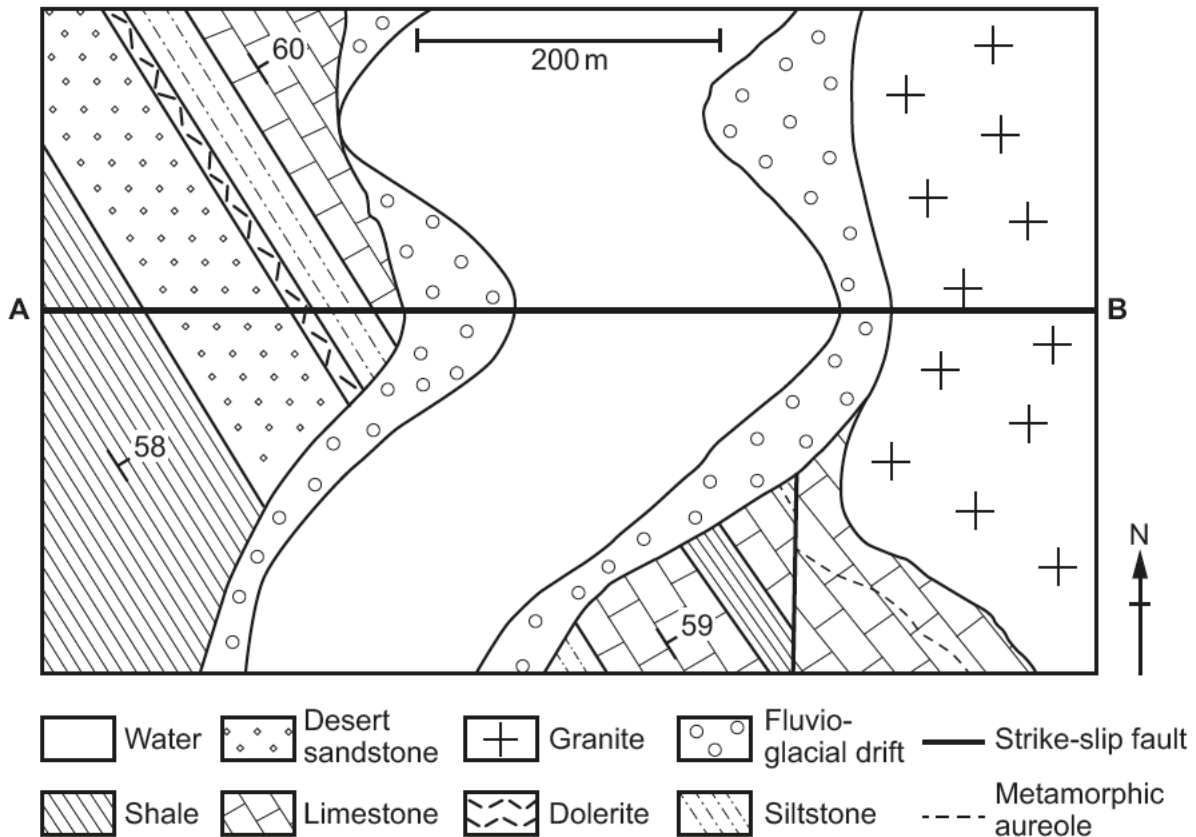 60
200 m
A
B
58
59
N
Water
Desert
sandstone
Granite
Fluvio-
glacial drift
Strike-slip fault
Shale
Limestone
Dolerite
Siltstone
Metamorphic
aureole